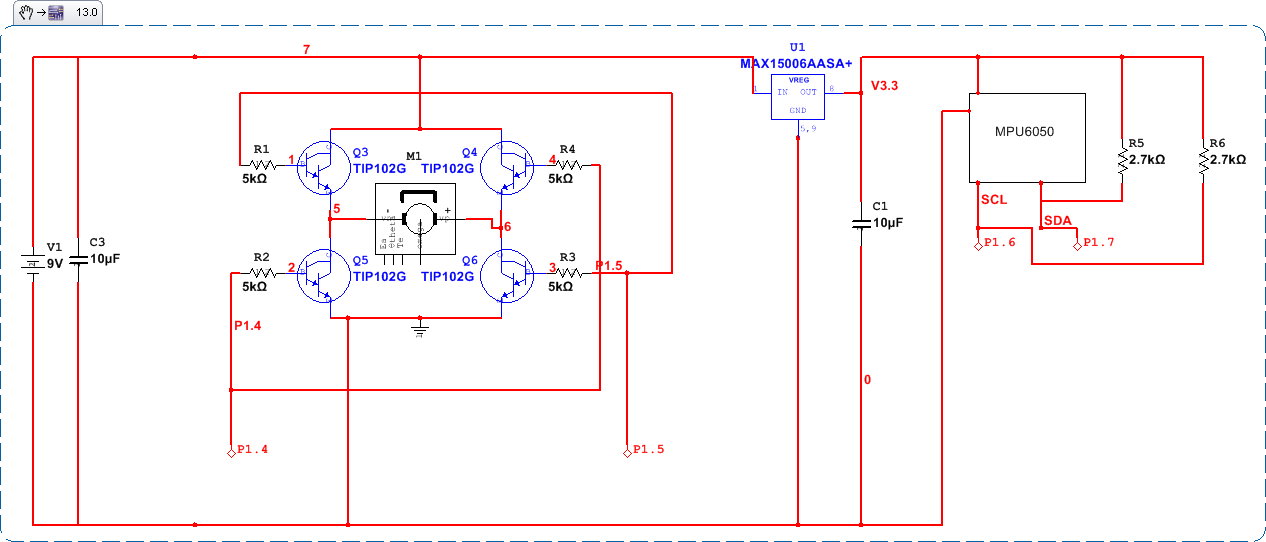 13.0
7
U1
MAX15006AASA+
VREG
1
IN
OUT
8
GND
5,9
V3.3
MPU6050
R5
2.7kΩ
R6
2.7kΩ
SCL
SDA
P1.6
P1.7
R1
5kΩ
1
Q3
TIP102G
M1
Q4
TIP102G
4
R4
5kΩ
5
6
V1
9V
C3
10µF
R2
5kΩ
2
Q5
TIP102G
Q6
TIP102G
3
R3
5kΩ
P1.5
C1
10µF
P1.4
0
P1.4
P1.5